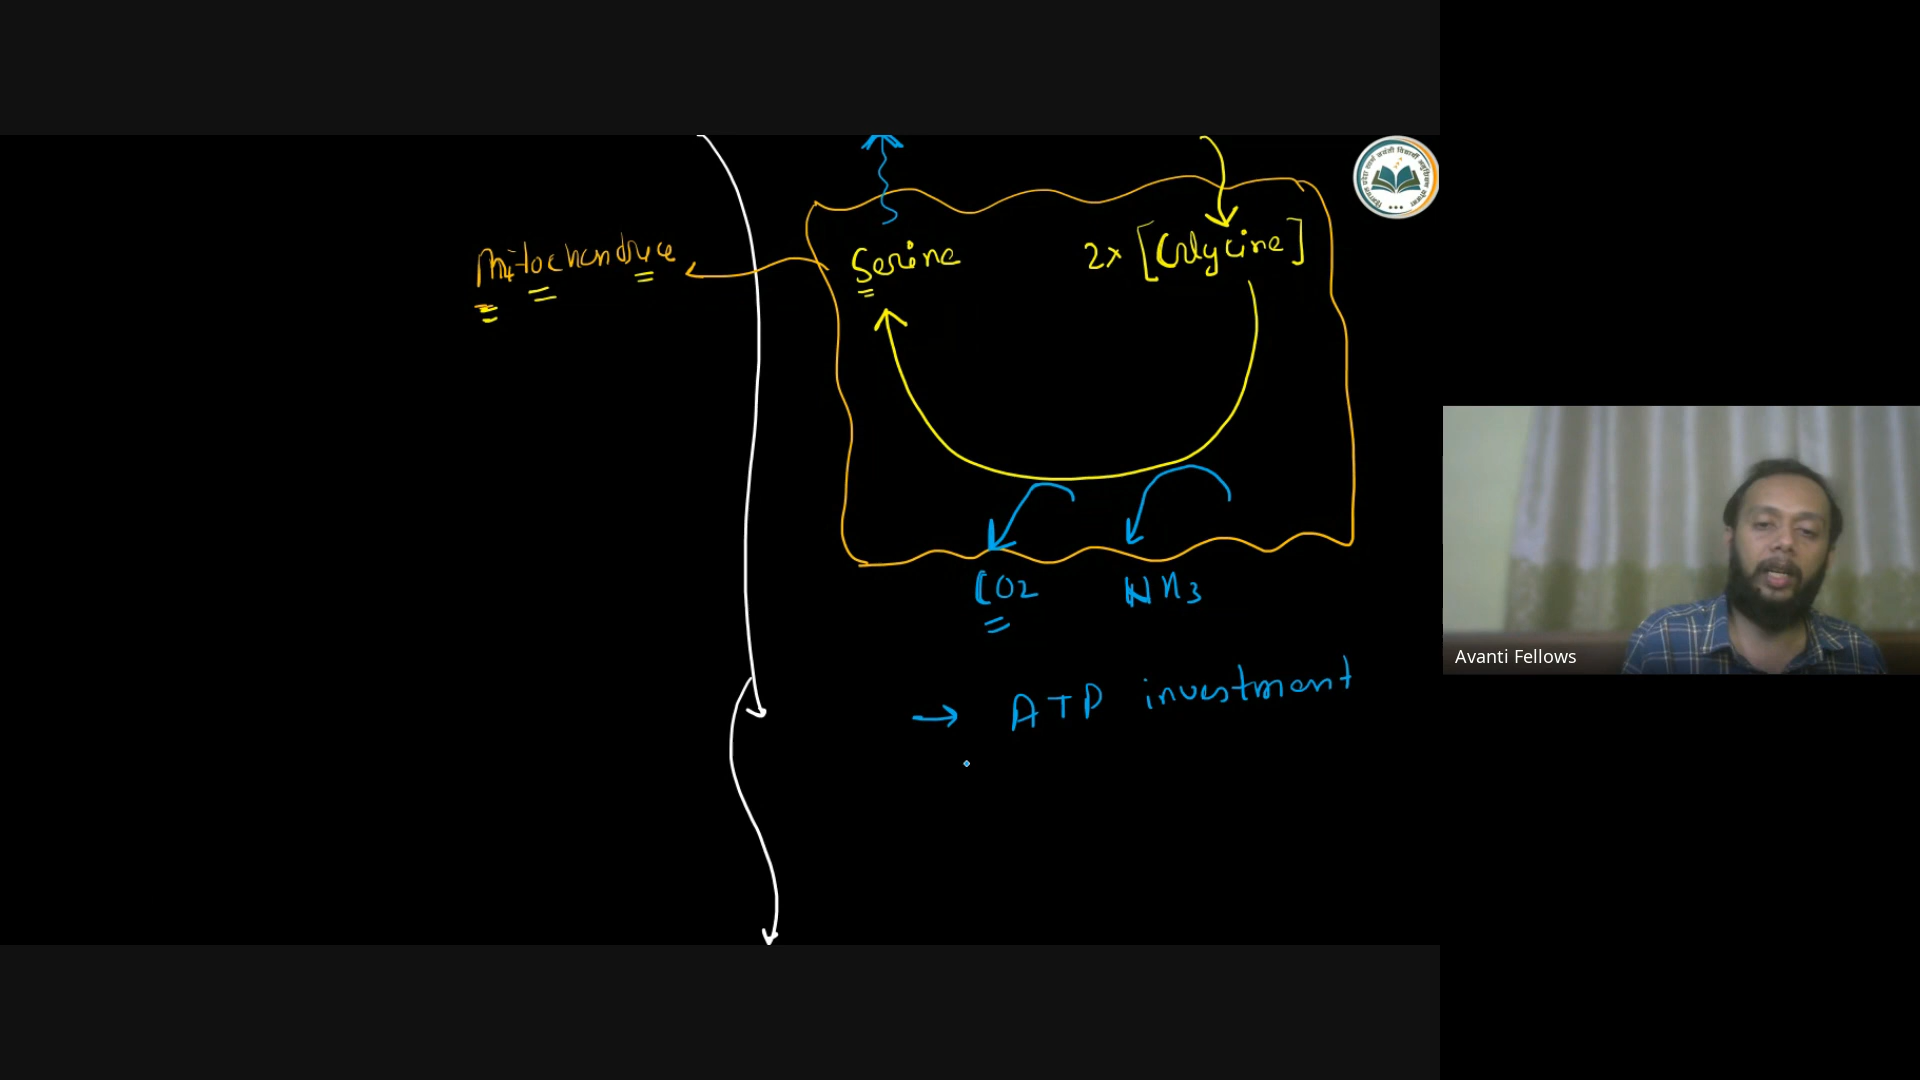 Mitochondria
Serine
2x [Glycine]
CO2
NH3
→ ATP investment
Avanti Fellows